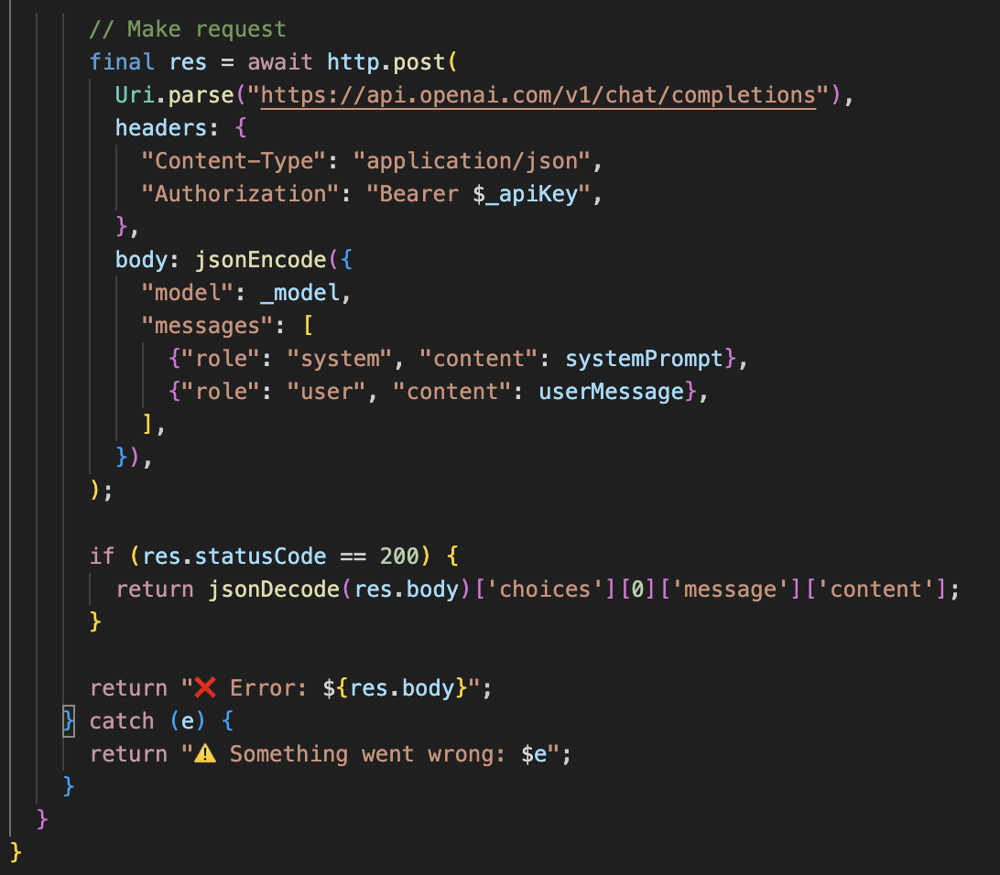 // Make request
final res = await http.post(
Uri.parse("https://api.openai.com/v1/chat/completions"),
headers: {
"Content-Type": "application/json",
"Authorization": "Bearer $_apiKey",
},
body: jsonEncode({
"model": _model,
"messages": [
{"role": "system", "content": systemPrompt},
{"role": "user", "content": userMessage},
],
}),
);
if (res.statusCode == 200) {
return jsonDecode(res.body)['choices'][0]['message']['content'];
}
return "❌ Error: ${res.body}";
} catch (e) {
return "⚠️ Something went wrong: $e";
}
}
}